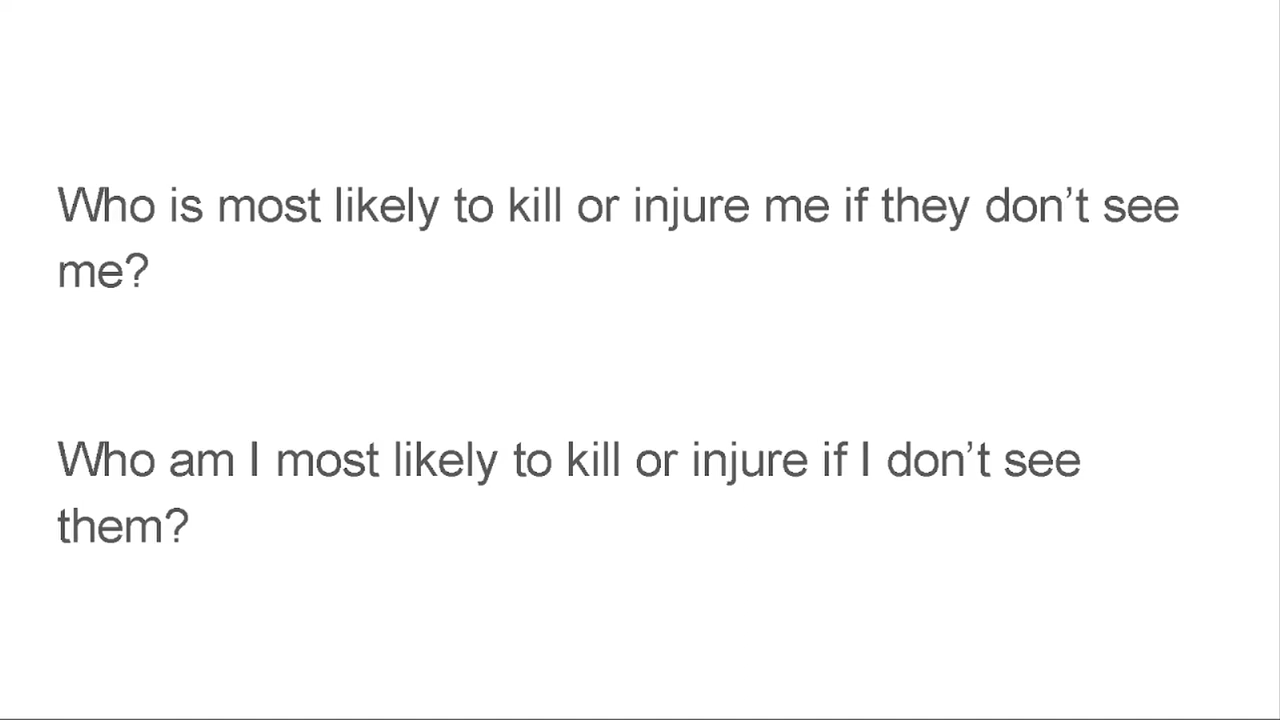 Who is most likely to kill or injure me if they don’t see
me?
Who am I most likely to kill or injure if I don’t see
them?